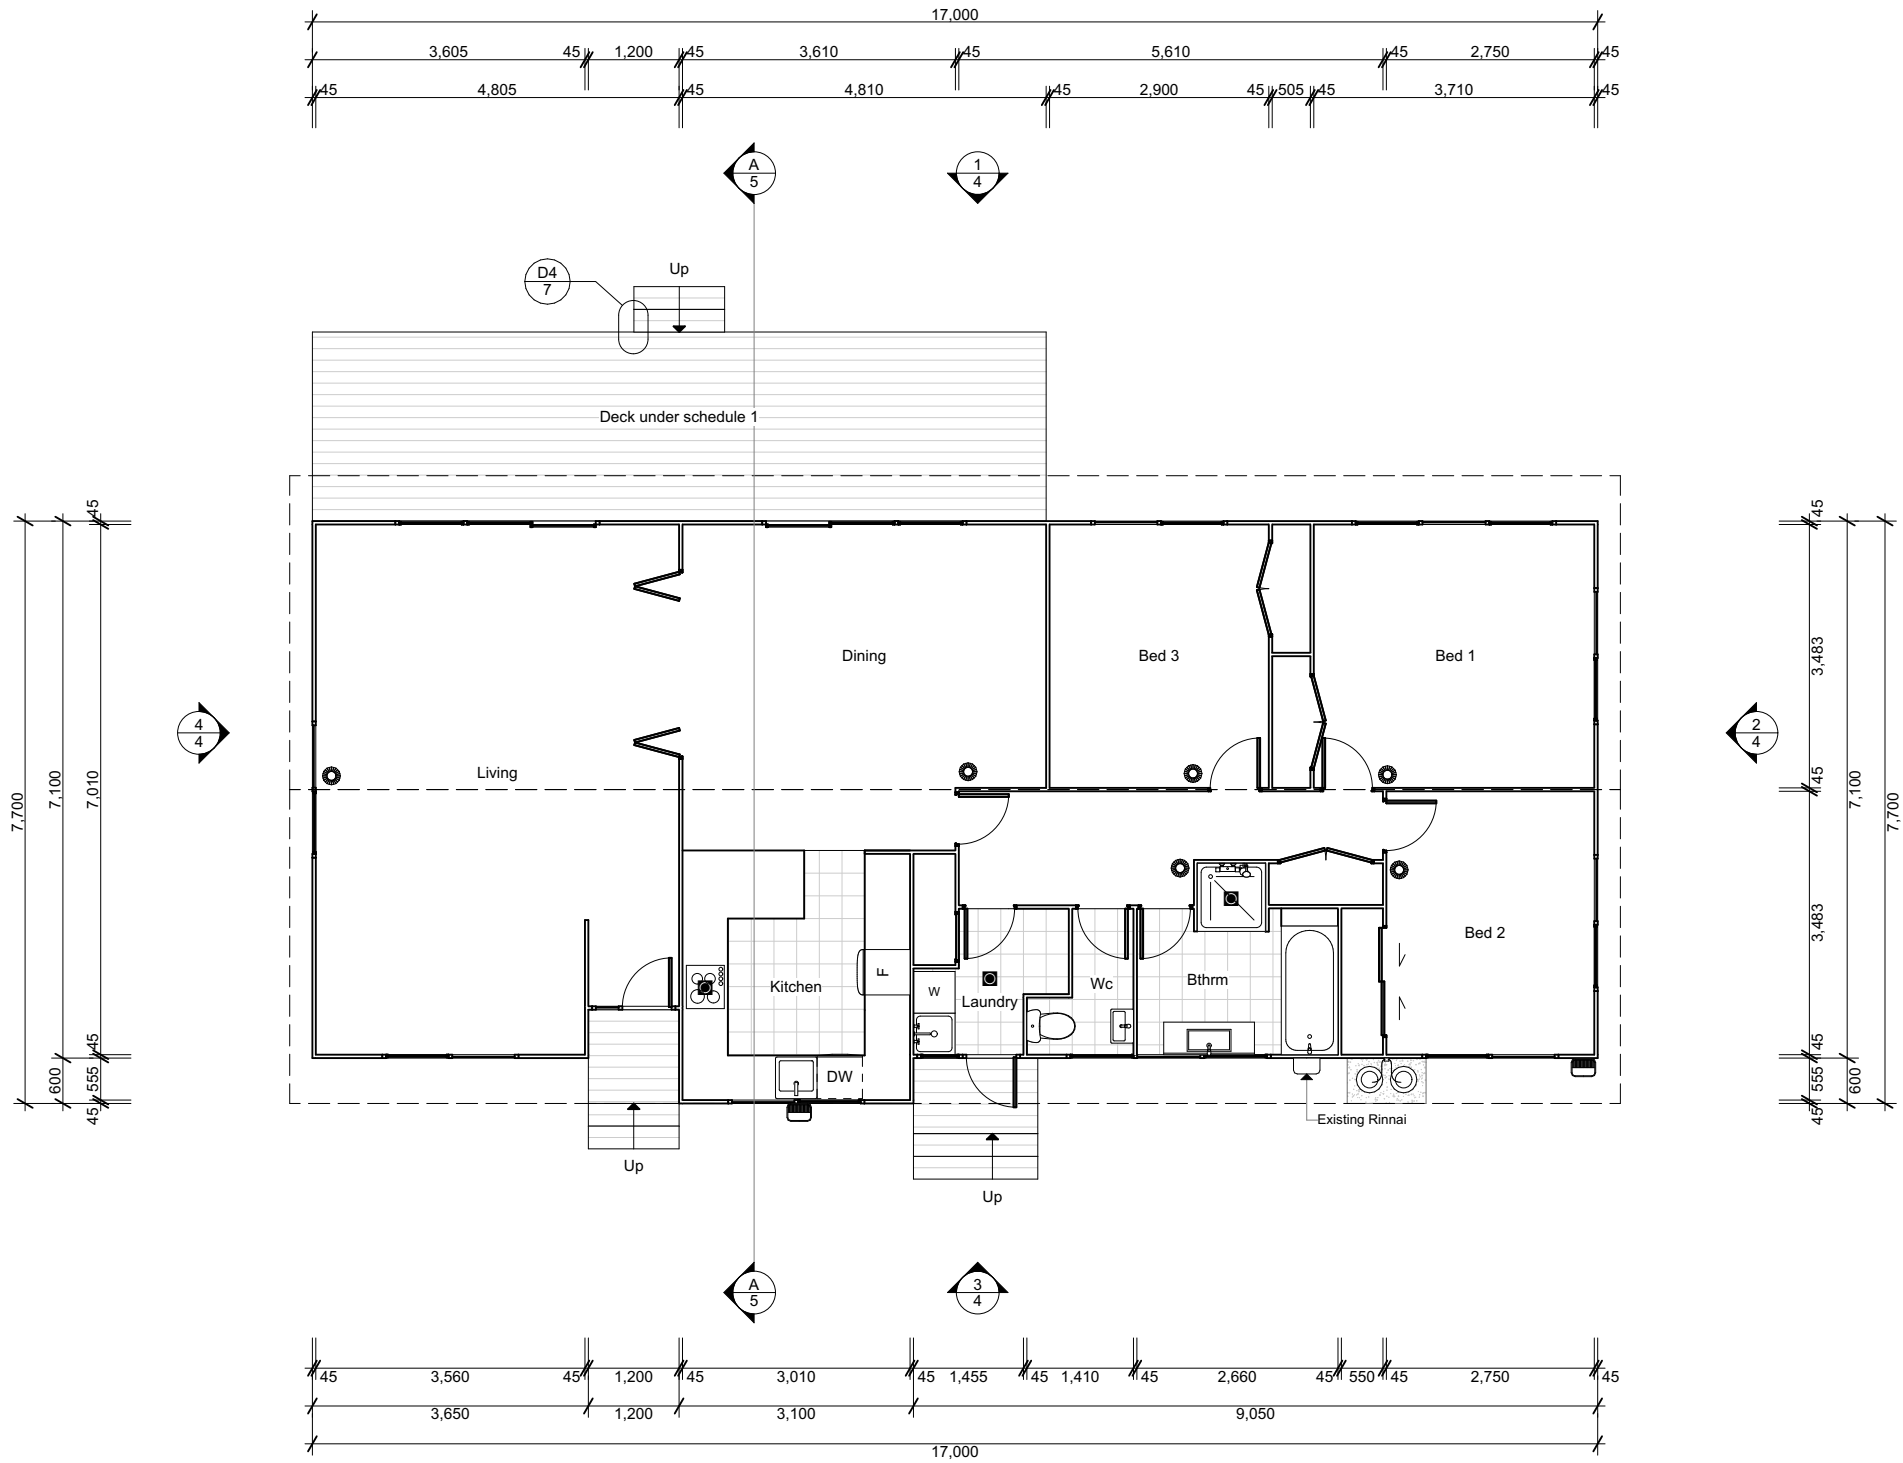 17,000
3,605 45 1,200 45 3,610 45 5,610 45 2,750 45
45 4,805 45 4,810 45 2,900 45 505 45 3,710 45
A
5
1
4
D4
7
Up
Deck under schedule 1
45
45
7,700
7,100
7,010
3,483
7,100
7,700
Dining
Bed 3
Bed 1
4
4
2
4
Living
45
3,483
Bed 2
Kitchen
F
W
Laundry
Wc
Bthrm
45
45
600
555
45
DW
555
600
45
Existing Rinnai
Up
Up
A
5
3
4
45 3,560 45 1,200 45 3,010 45 1,455 45 1,410 45 2,660 45 550 45 2,750 45
3,650 1,200 3,100 9,050
17,000